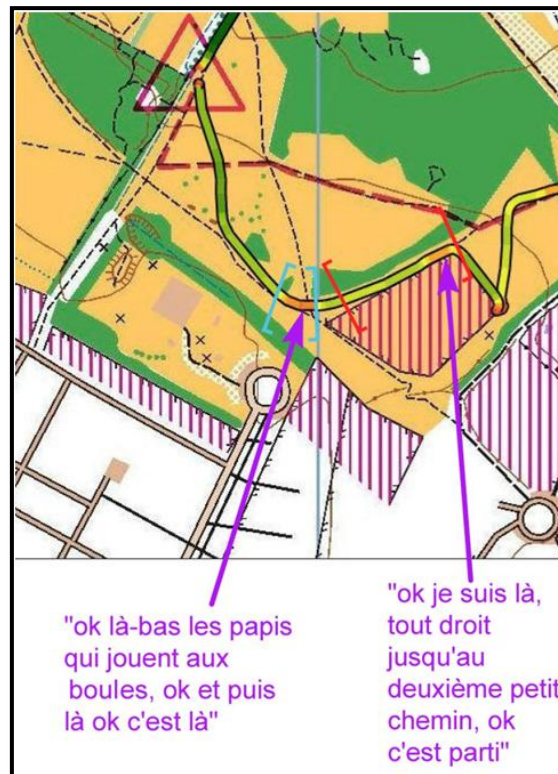 "ok là-bas les papis
qui jouent aux
boules, ok et puis
là ok c'est là"
"ok je suis là,
tout droit
jusqu'au
deuxième petit
chemin, ok
c'est parti"